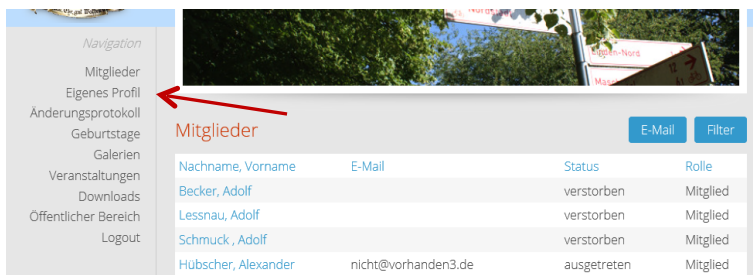 Navigation
Mitglieder
Eigenes Profil
Änderungsprotokoll
Geburtstage
Galerien
Veranstaltungen
Downloads
Öffentlicher Bereich
Logout
Mitglieder E-Mail Filter
Nachname, Vorname E-Mail Status Rolle
Becker, Adolf verstorben Mitglied
Lessnau, Adolf verstorben Mitglied
Schmuck , Adolf verstorben Mitglied
Hübscher, Alexander nicht@vorhanden3.de ausgetreten Mitglied